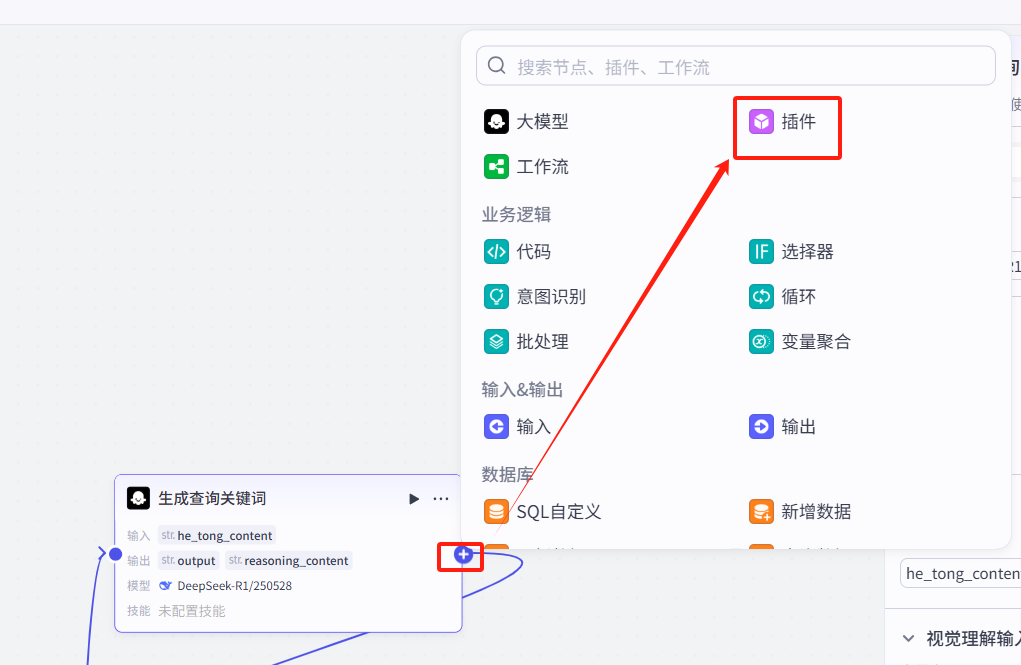 搜索节点、插件、工作流
大模型
插件
工作流
业务逻辑
代码
IF 选择器
意图识别
循环
批处理
变量聚合
输入&输出
输入
输出
数据库
SQL自定义
新增数据
生成查询关键词
输入 str. he_tong_content
输出 str. output str. reasoning_content
模型 DeepSeek-R1/250528
技能 未配置技能
he_tong_conten
视觉理解输入